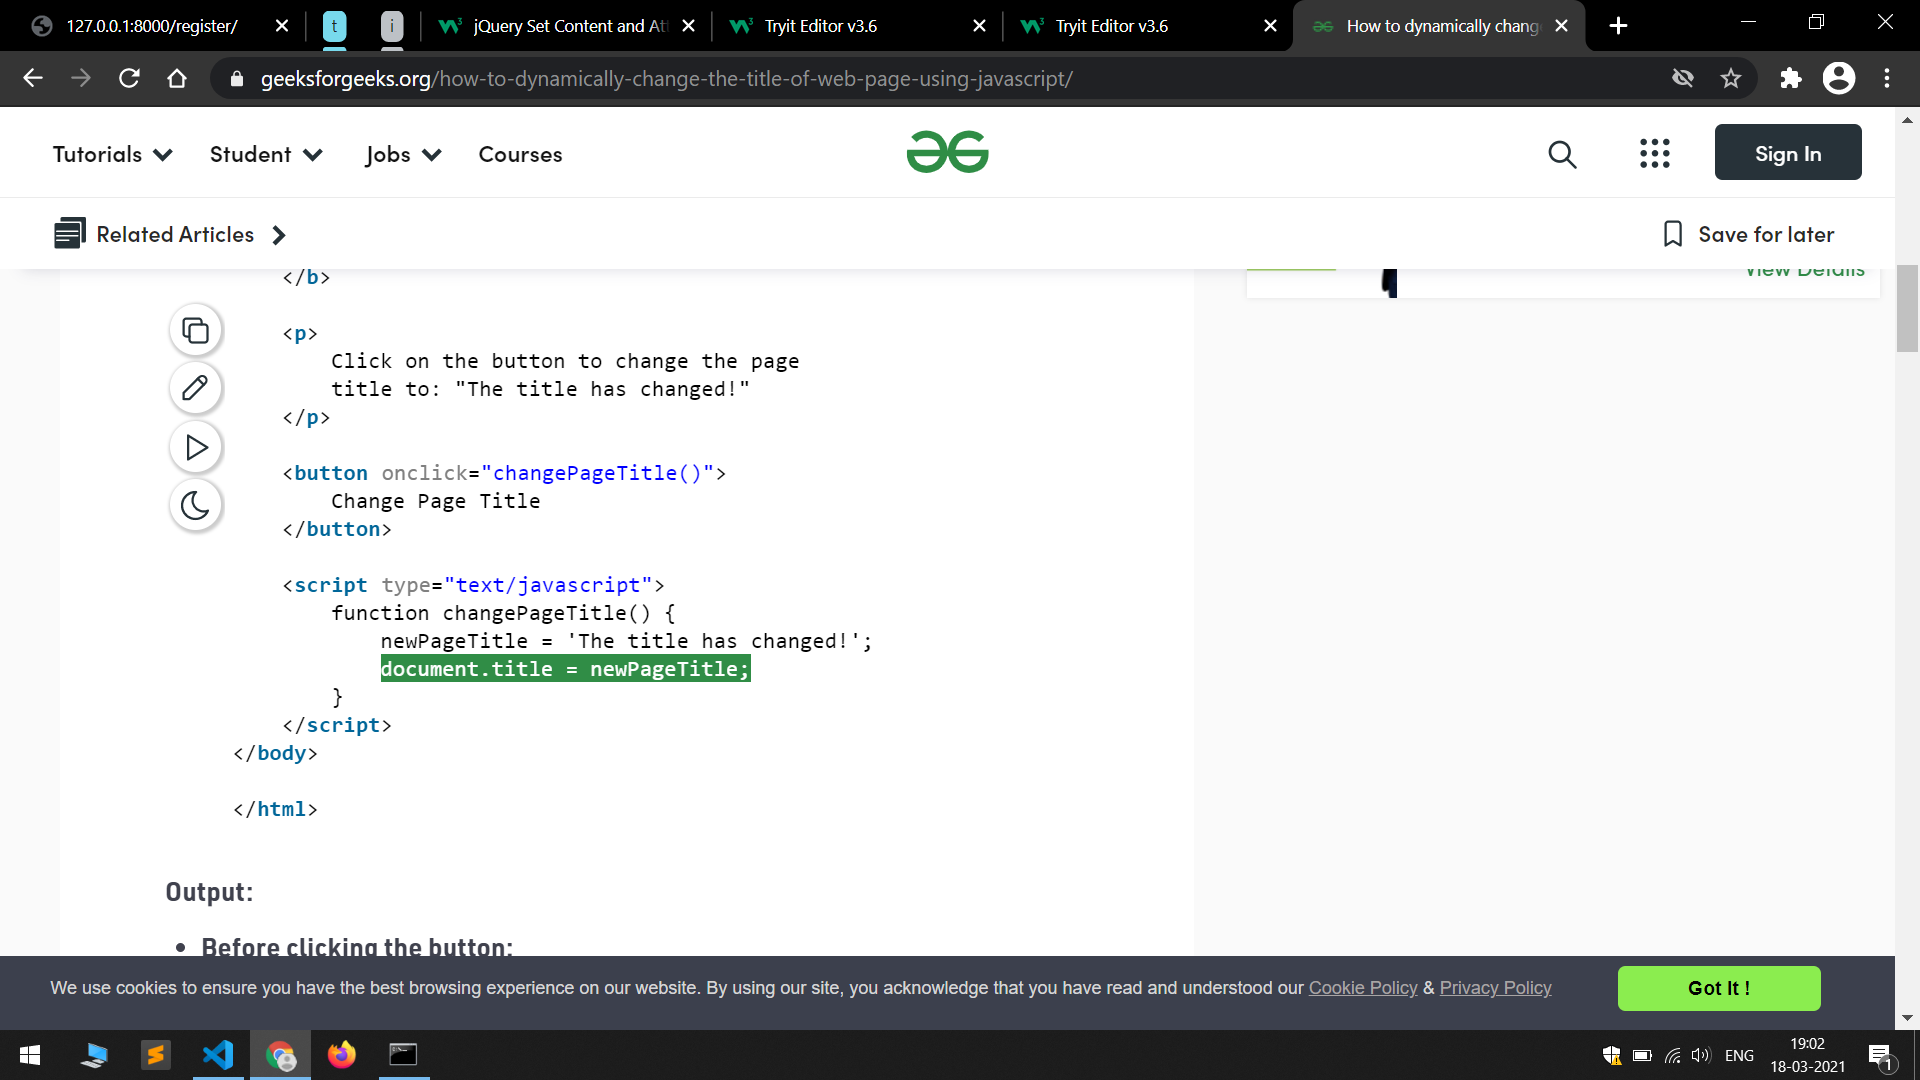 127.0.0.1:8000/register/
t
i
jQuery Set Content and Att
Tryit Editor v3.6
Tryit Editor v3.6
How to dynamically chang
geeksforgeeks.org/how-to-dynamically-change-the-title-of-web-page-using-javascript/
Tutorials
Student
Jobs
Courses
Sign In
Related Articles
Save for later
View Details
</b>
<p>
Click on the button to change the page
title to: "The title has changed!"
</p>
<button onclick="changePageTitle()">
Change Page Title
</button>
<script type="text/javascript">
function changePageTitle() {
newPageTitle = 'The title has changed!';
document.title = newPageTitle;
}
</script>
</body>
</html>
Output:
Before clicking the button:
We use cookies to ensure you have the best browsing experience on our website. By using our site, you acknowledge that you have read and understood our Cookie Policy & Privacy Policy
Got It !
ENG
19:02
18-03-2021
1